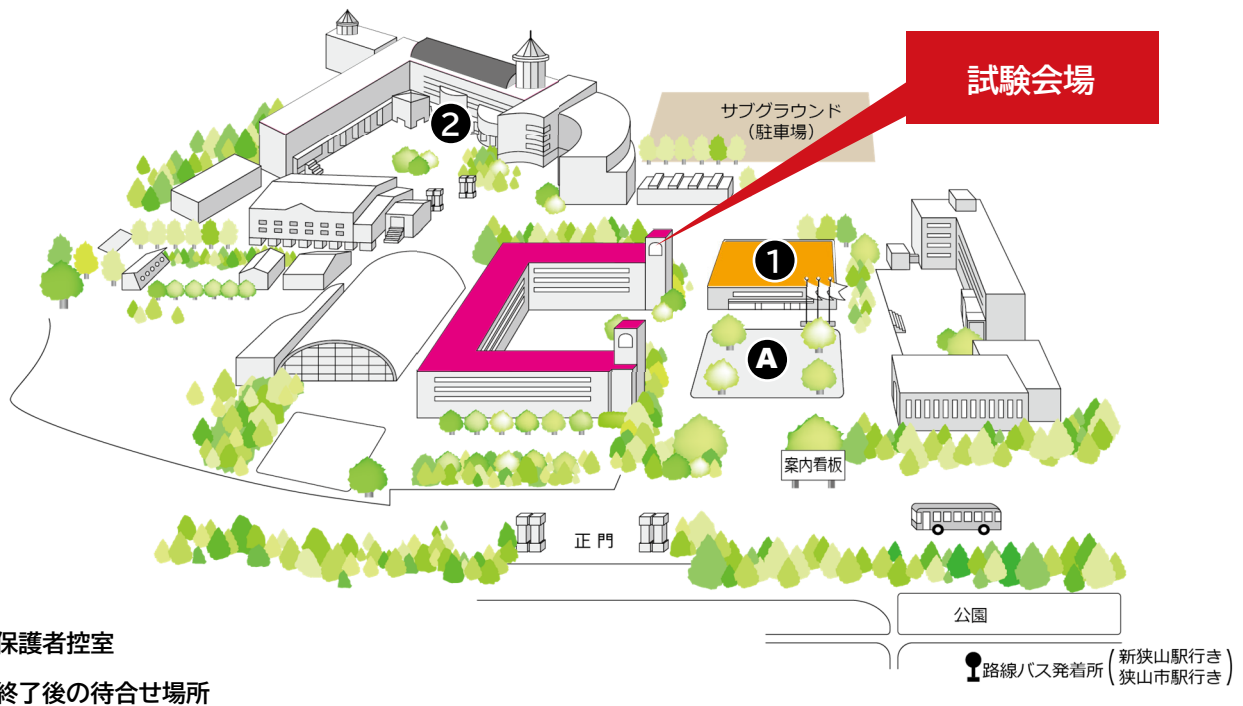 試験会場
サブグラウンド
（駐車場）
2
1
A
案内看板
正門
公園
保護者控室
路線バス発着所（新狭山駅行き
狭山市駅行き）
終了後の待合せ場所